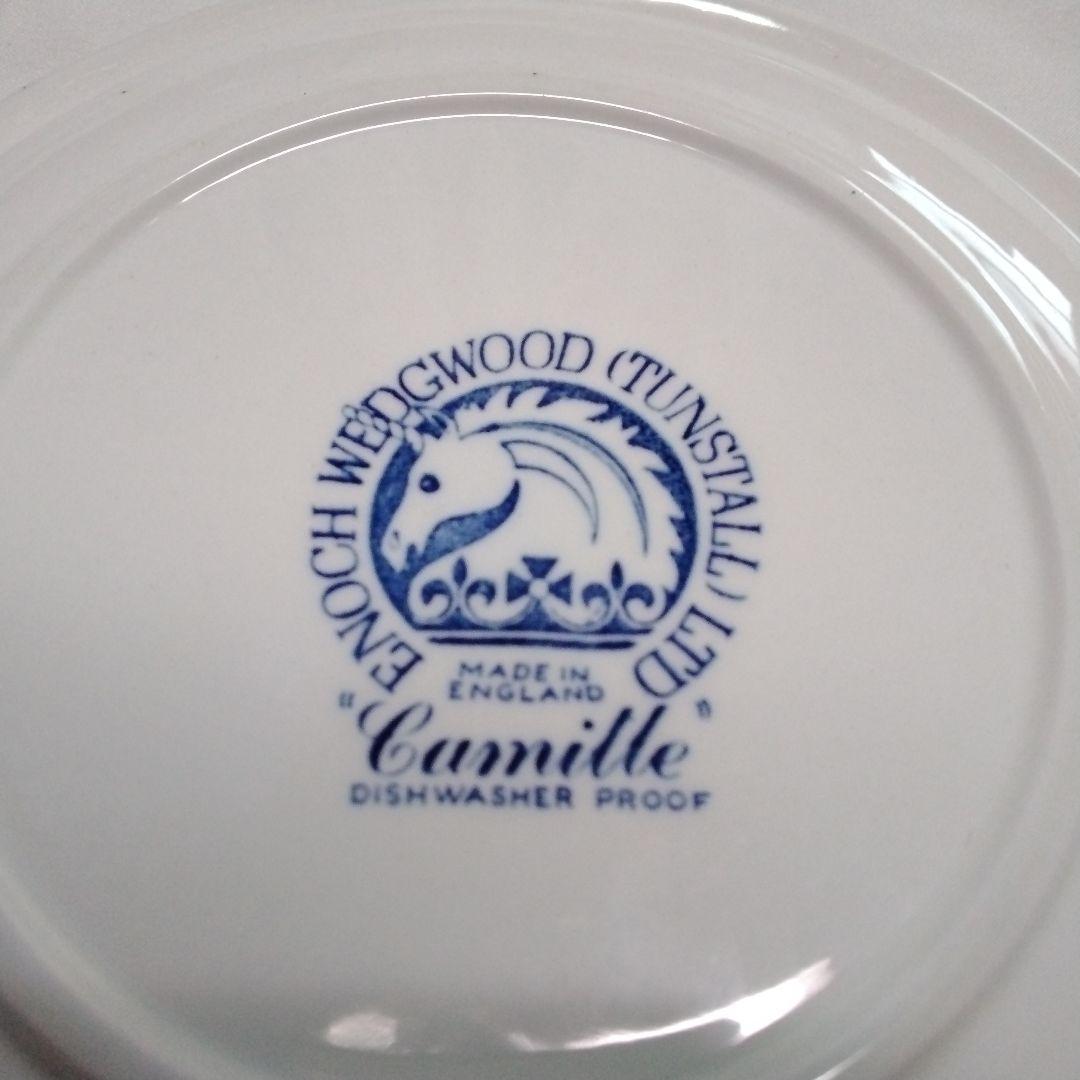 ENOCH WEDGWOOD (TUNSTALL) LTD
MADE IN
ENGLAND
"Camille"
DISHWASHER PROOF